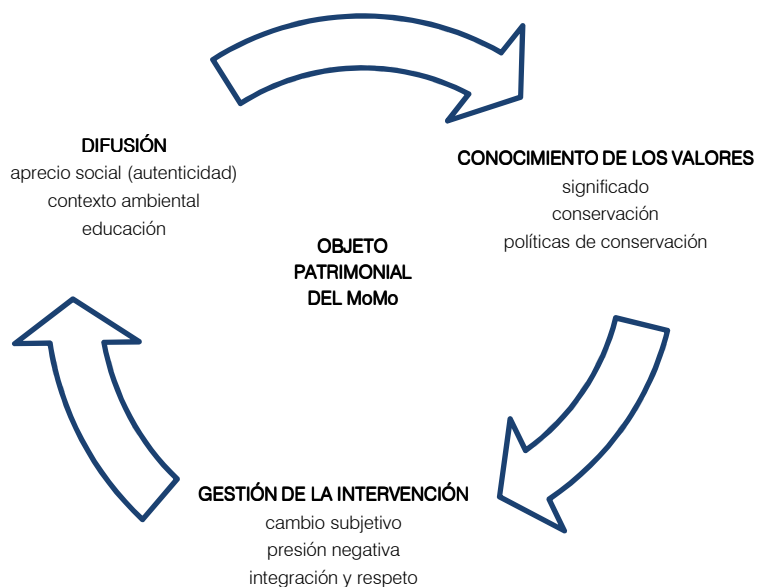 DIFUSIÓN
aprecio social (autenticidad)
contexto ambiental
educación
CONOCIMIENTO DE LOS VALORES
significado
conservación
políticas de conservación
OBJETO
PATRIMONIAL
DEL MoMo
GESTIÓN DE LA INTERVENCIÓN
cambio subjetivo
presión negativa
integración y respeto